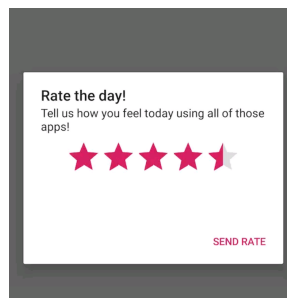 Rate the day!
Tell us how you feel today using all of those
apps!
SEND RATE